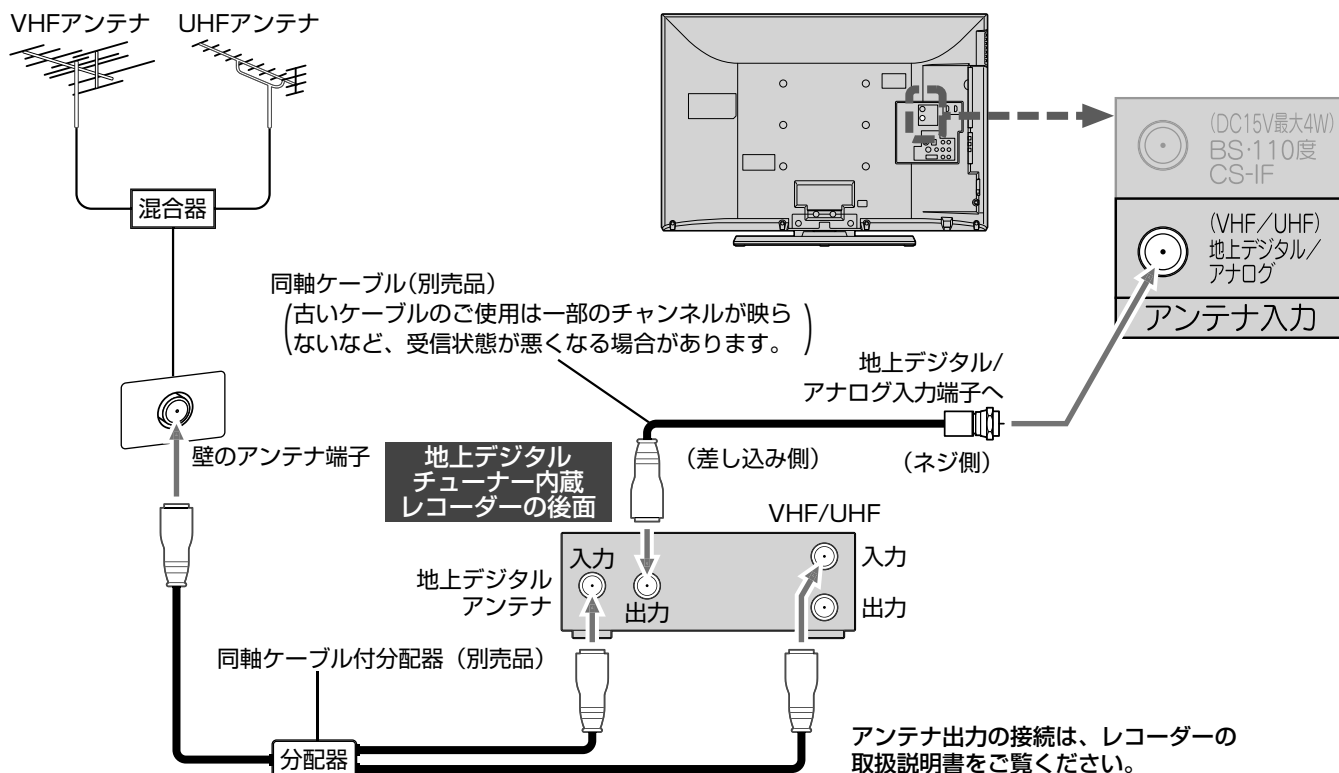 VHFアンテナ
UHFアンテナ
混合器
(DC15V最大4W)
BS･110度
CS-IF
(VHF/UHF)
地上デジタル/
アナログ
アンテナ入力
同軸ケーブル(別売品)
(古いケーブルのご使用は一部のチャンネルが映ら
ないなど、受信状態が悪くなる場合があります。)
地上デジタル/
アナログ入力端子へ
壁のアンテナ端子
地上デジタル
チューナー内蔵
レコーダーの後面
(差し込み側)
(ネジ側)
VHF/UHF
地上デジタル
アンテナ
入力
出力
入力
出力
同軸ケーブル付分配器(別売品)
分配器
アンテナ出力の接続は、レコーダーの
取扱説明書をご覧ください。